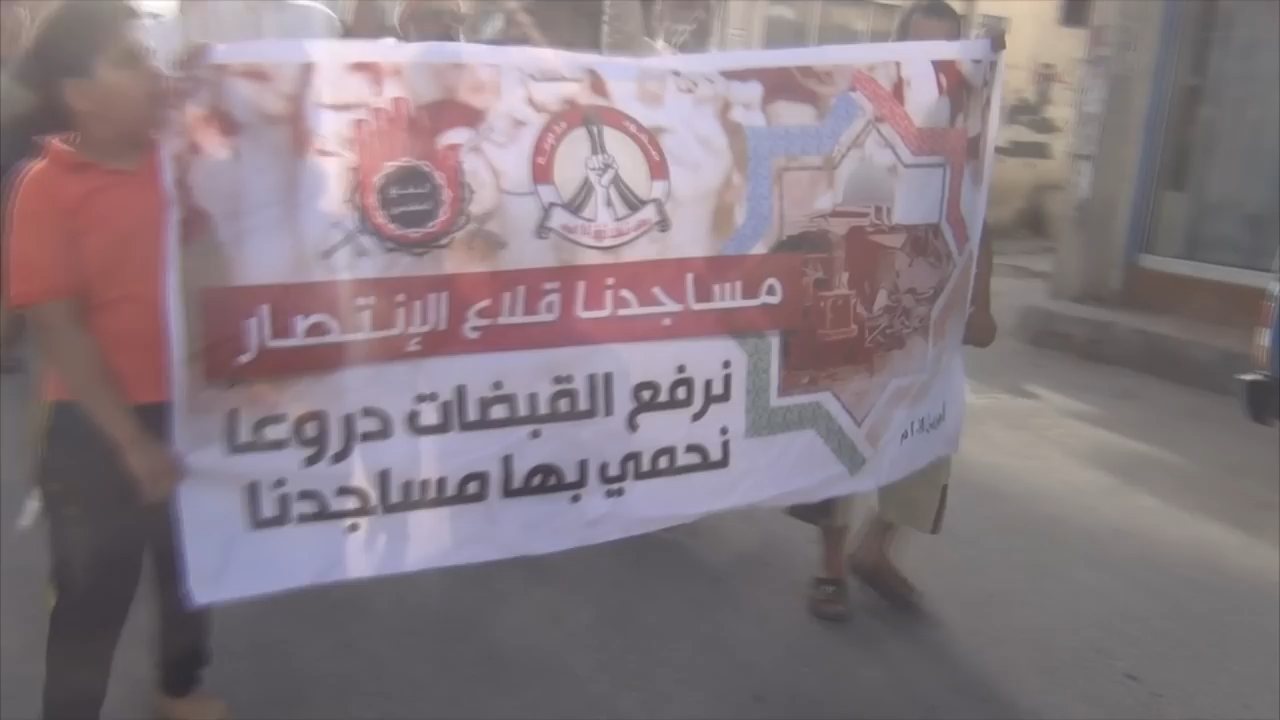 مساجدنا قلاع الإنتصار
نرفع القبضات دروعا
نحمي بها مساجدنا